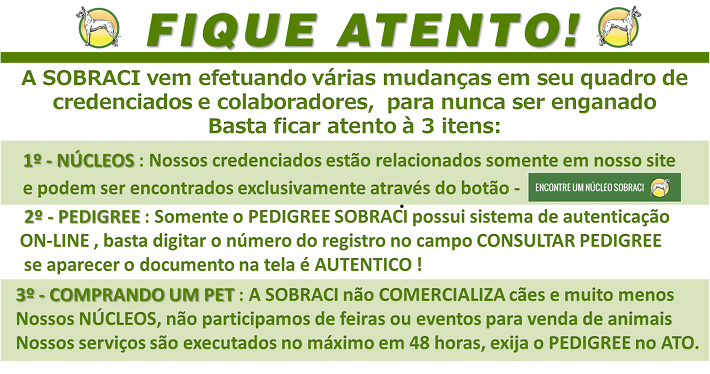 FIQUE ATENTO!
A SOBRACI vem efetuando várias mudanças em seu quadro de
credenciados e colaboradores, para nunca ser enganado
Basta ficar atento à 3 itens:
1º - NÚCLEOS : Nossos credenciados estão relacionados somente em nosso site
e podem ser encontrados exclusivamente através do botão - ENCONTRE UM NÚCLEO SOBRACI
2º - PEDIGREE : Somente o PEDIGREE SOBRACI possui sistema de autenticação
ON-LINE , basta digitar o número do registro no campo CONSULTAR PEDIGREE
se aparecer o documento na tela é AUTENTICO !
3º - COMPRANDO UM PET : A SOBRACI não COMERCIALIZA cães e muito menos
Nossos NÚCLEOS, não participamos de feiras ou eventos para venda de animais
Nossos serviços são executados no máximo em 48 horas, exija o PEDIGREE no ATO.